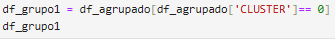 df_grupo1 = df_agrupado[df_agrupado['CLUSTER']== 0]
df_grupo1